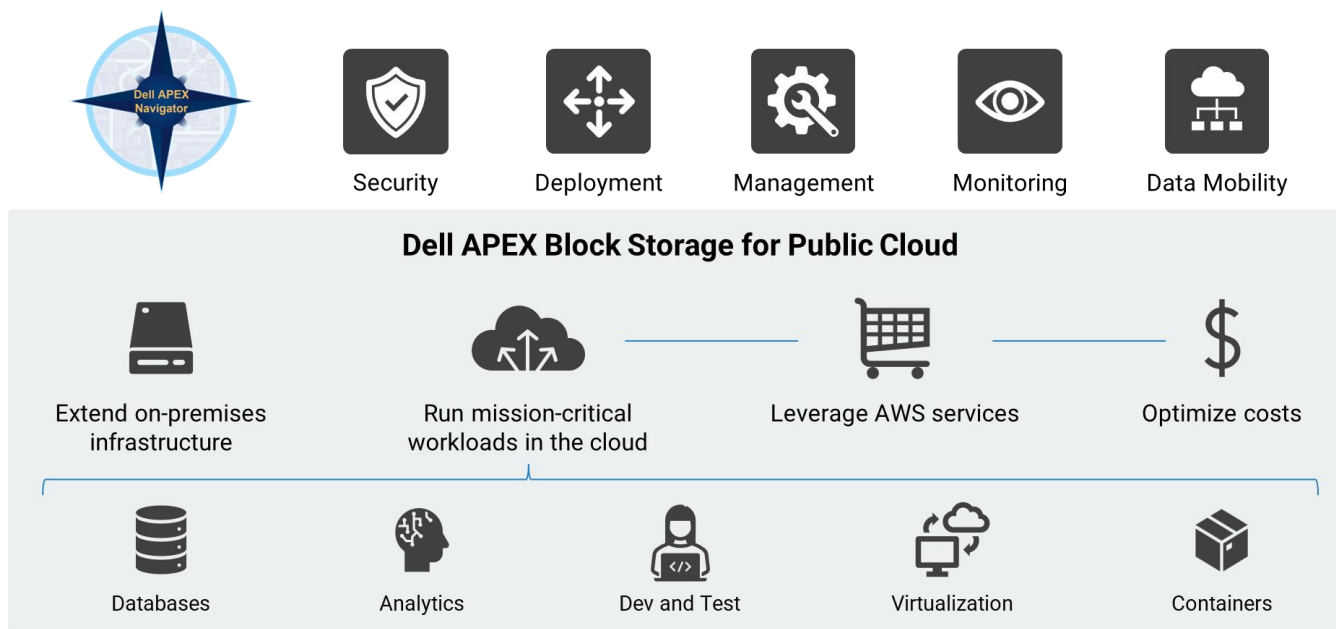 Dell APEX
Navigator
Security
Deployment
Management
Monitoring
Data Mobility
Dell APEX Block Storage for Public Cloud
Extend on-premises
infrastructure
Run mission-critical
workloads in the cloud
Leverage AWS services
Optimize costs
</>
Databases
Analytics
Dev and Test
Virtualization
Containers